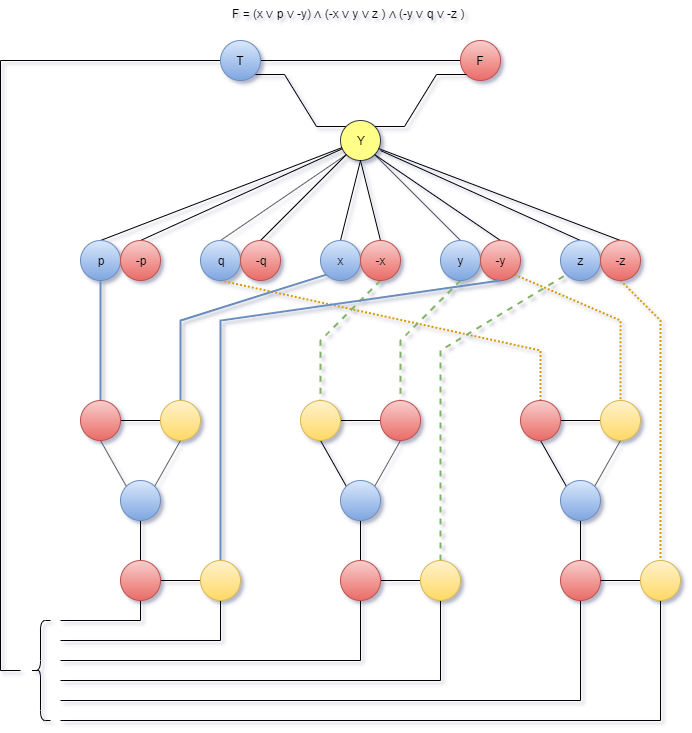 F = (x ∨ p ∨ -y) ∧ (-x ∨ y ∨ z ) ∧ (-y ∨ q ∨ -z )
T F
Y
p -p q -q x -x y -y z -z